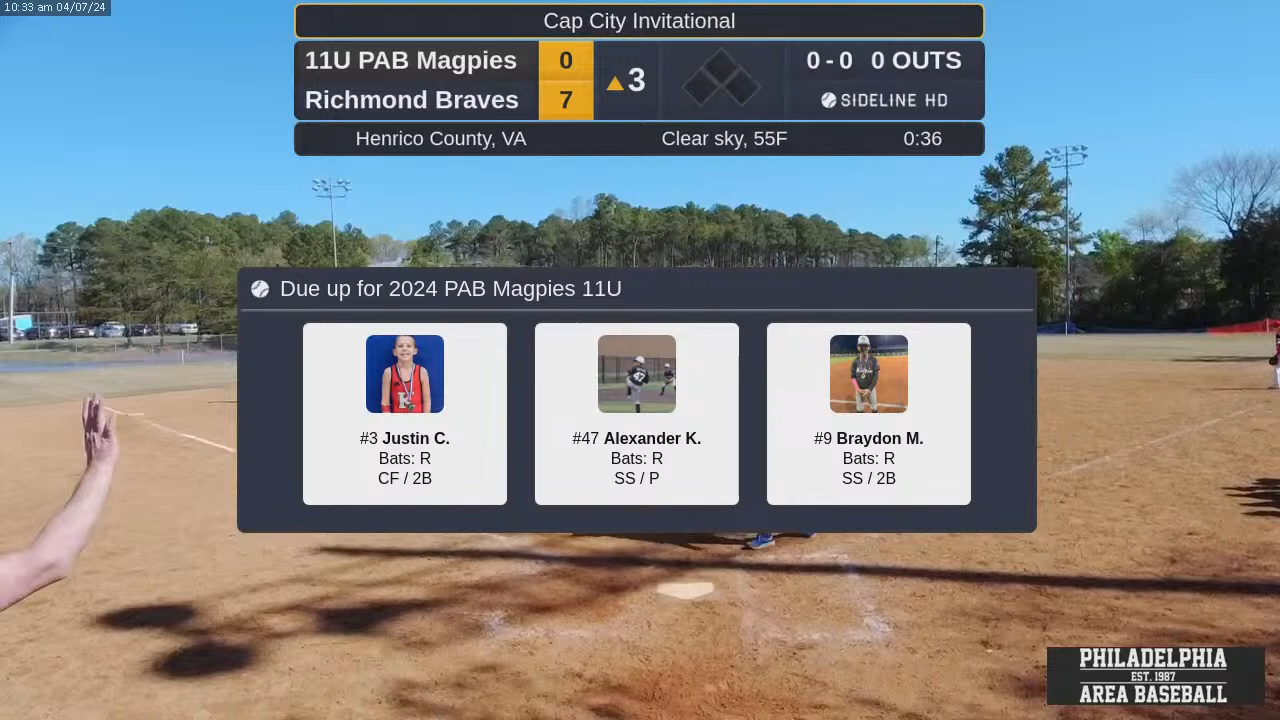 10:33 am 04/07/24
Cap City Invitational
11U PAB Magpies 0
Richmond Braves 7
3
0 - 0 0 OUTS
SIDELINE HD
Henrico County, VA Clear sky, 55F 0:36
Due up for 2024 PAB Magpies 11U
#3 Justin C.
Bats: R
CF / 2B
#47 Alexander K.
Bats: R
SS / P
#9 Braydon M.
Bats: R
SS / 2B
PHILADELPHIA
EST. 1987
AREA BASEBALL